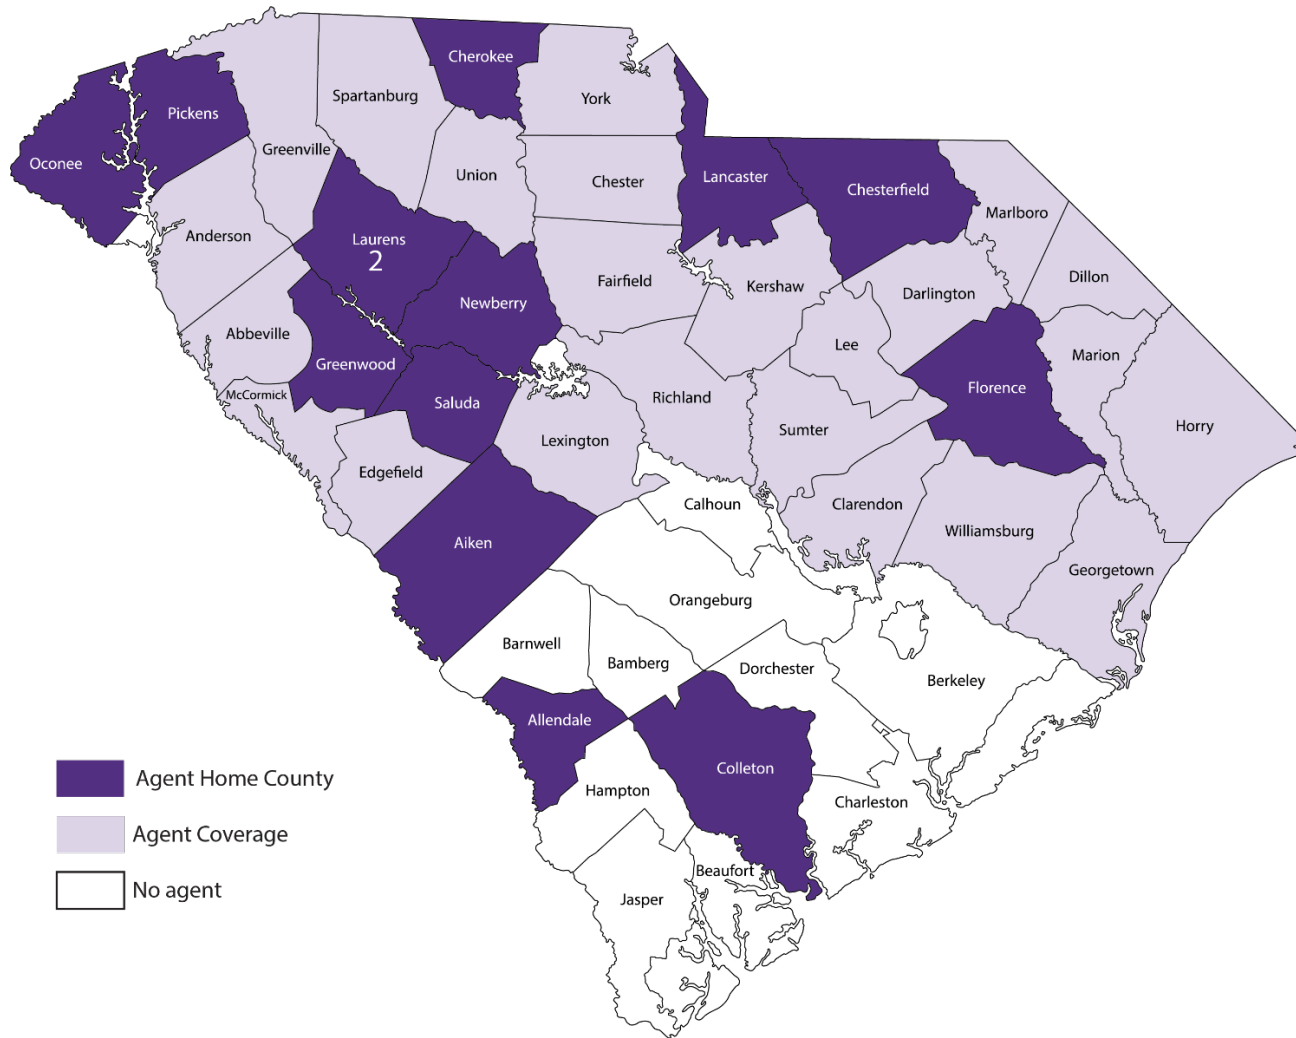 Cherokee
York
Spartanburg
Pickens
Greenville
Oconee
Union
Chester
Lancaster
Chesterfield
Marlboro
Anderson
Laurens
2
Fairfield
Kershaw
Darlington
Dillon
Newberry
Abbeville
Greenwood
Lee
Marion
McCormick
Saluda
Richland
Florence
Horry
Lexington
Sumter
Edgefield
Calhoun
Clarendon
Williamsburg
Aiken
Georgetown
Orangeburg
Barnwell
Bamberg
Dorchester
Berkeley
Allendale
Colleton
Hampton
Charleston
Beaufort
Jasper
Agent Home County
Agent Coverage
No agent